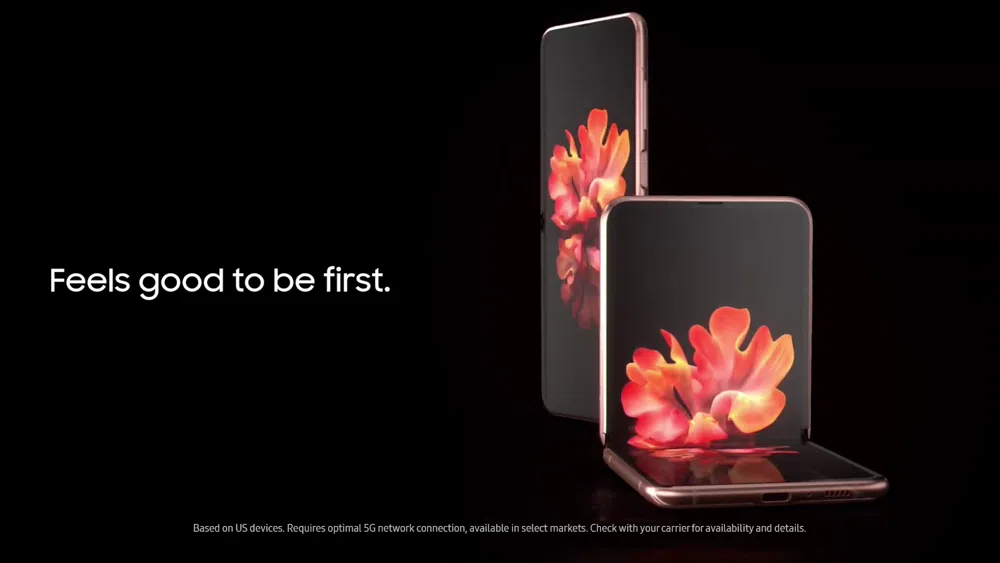 Feels good to be first.
Based on US devices. Requires optimal 5G network connection, available in select markets. Check with your carrier for availability and details.